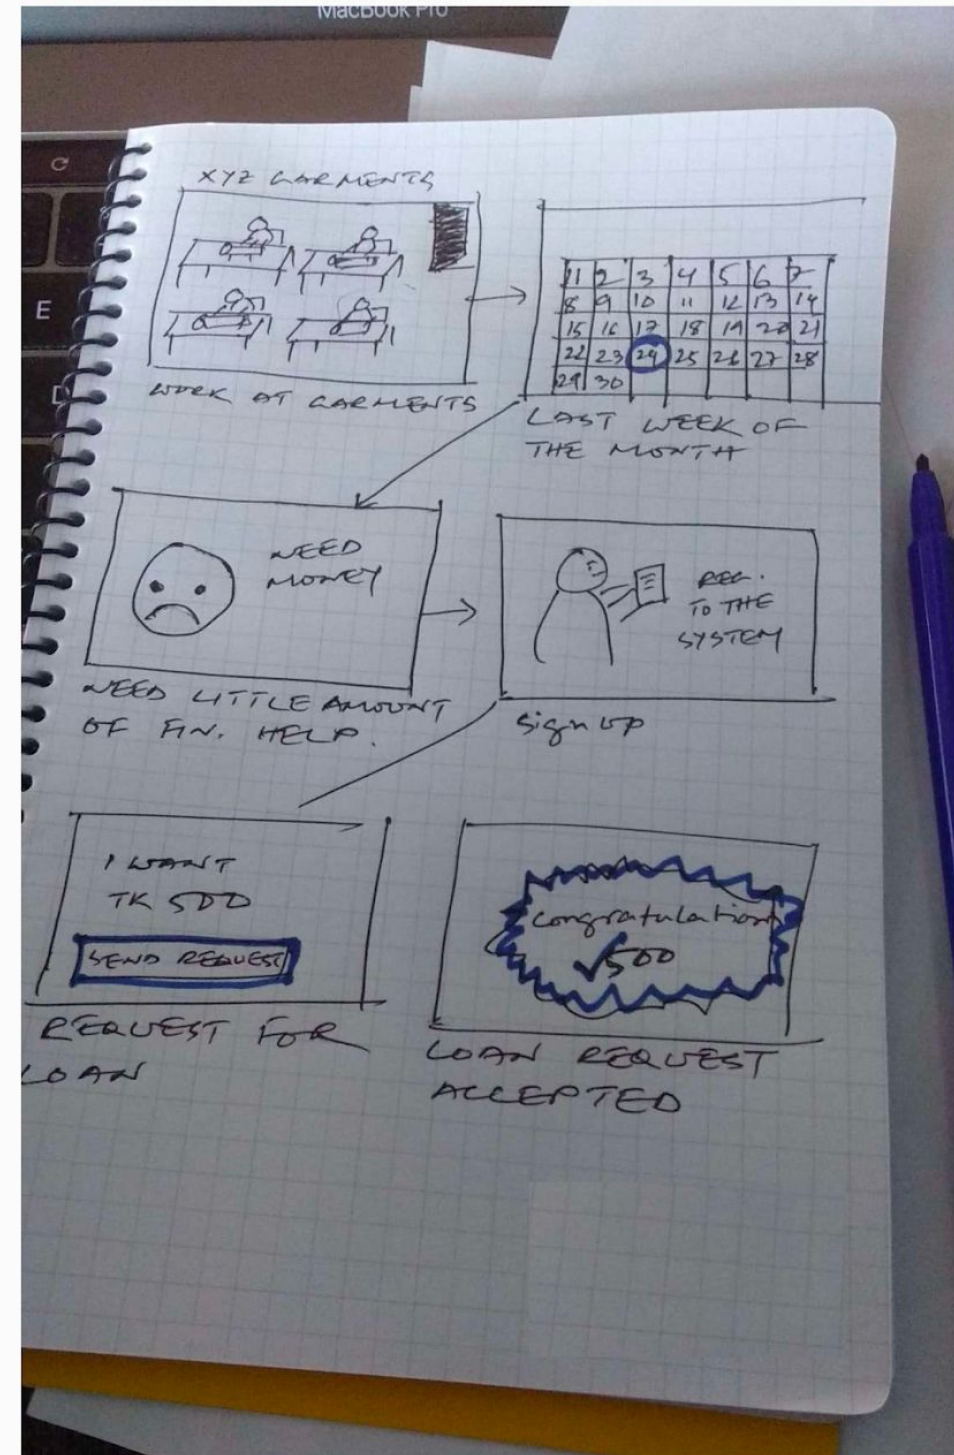 MacBook Pro
E
XYZ GARMENTS
WORK AT GARMENTS
1 2 3 4 5 6 7
8 9 10 11 12 13 14
15 16 17 18 19 20 21
22 23 24 25 26 27 28
29 30
LAST WEEK OF
THE MONTH
NEED
MONEY
NEED LITTLE AMOUNT
OF FIN. HELP.
REG.
TO THE
SYSTEM
Sign up
I WANT
TK 500
SEND REQUEST
REQUEST FOR
LOAN
Congratulations
500
LOAN REQUEST
ACCEPTED